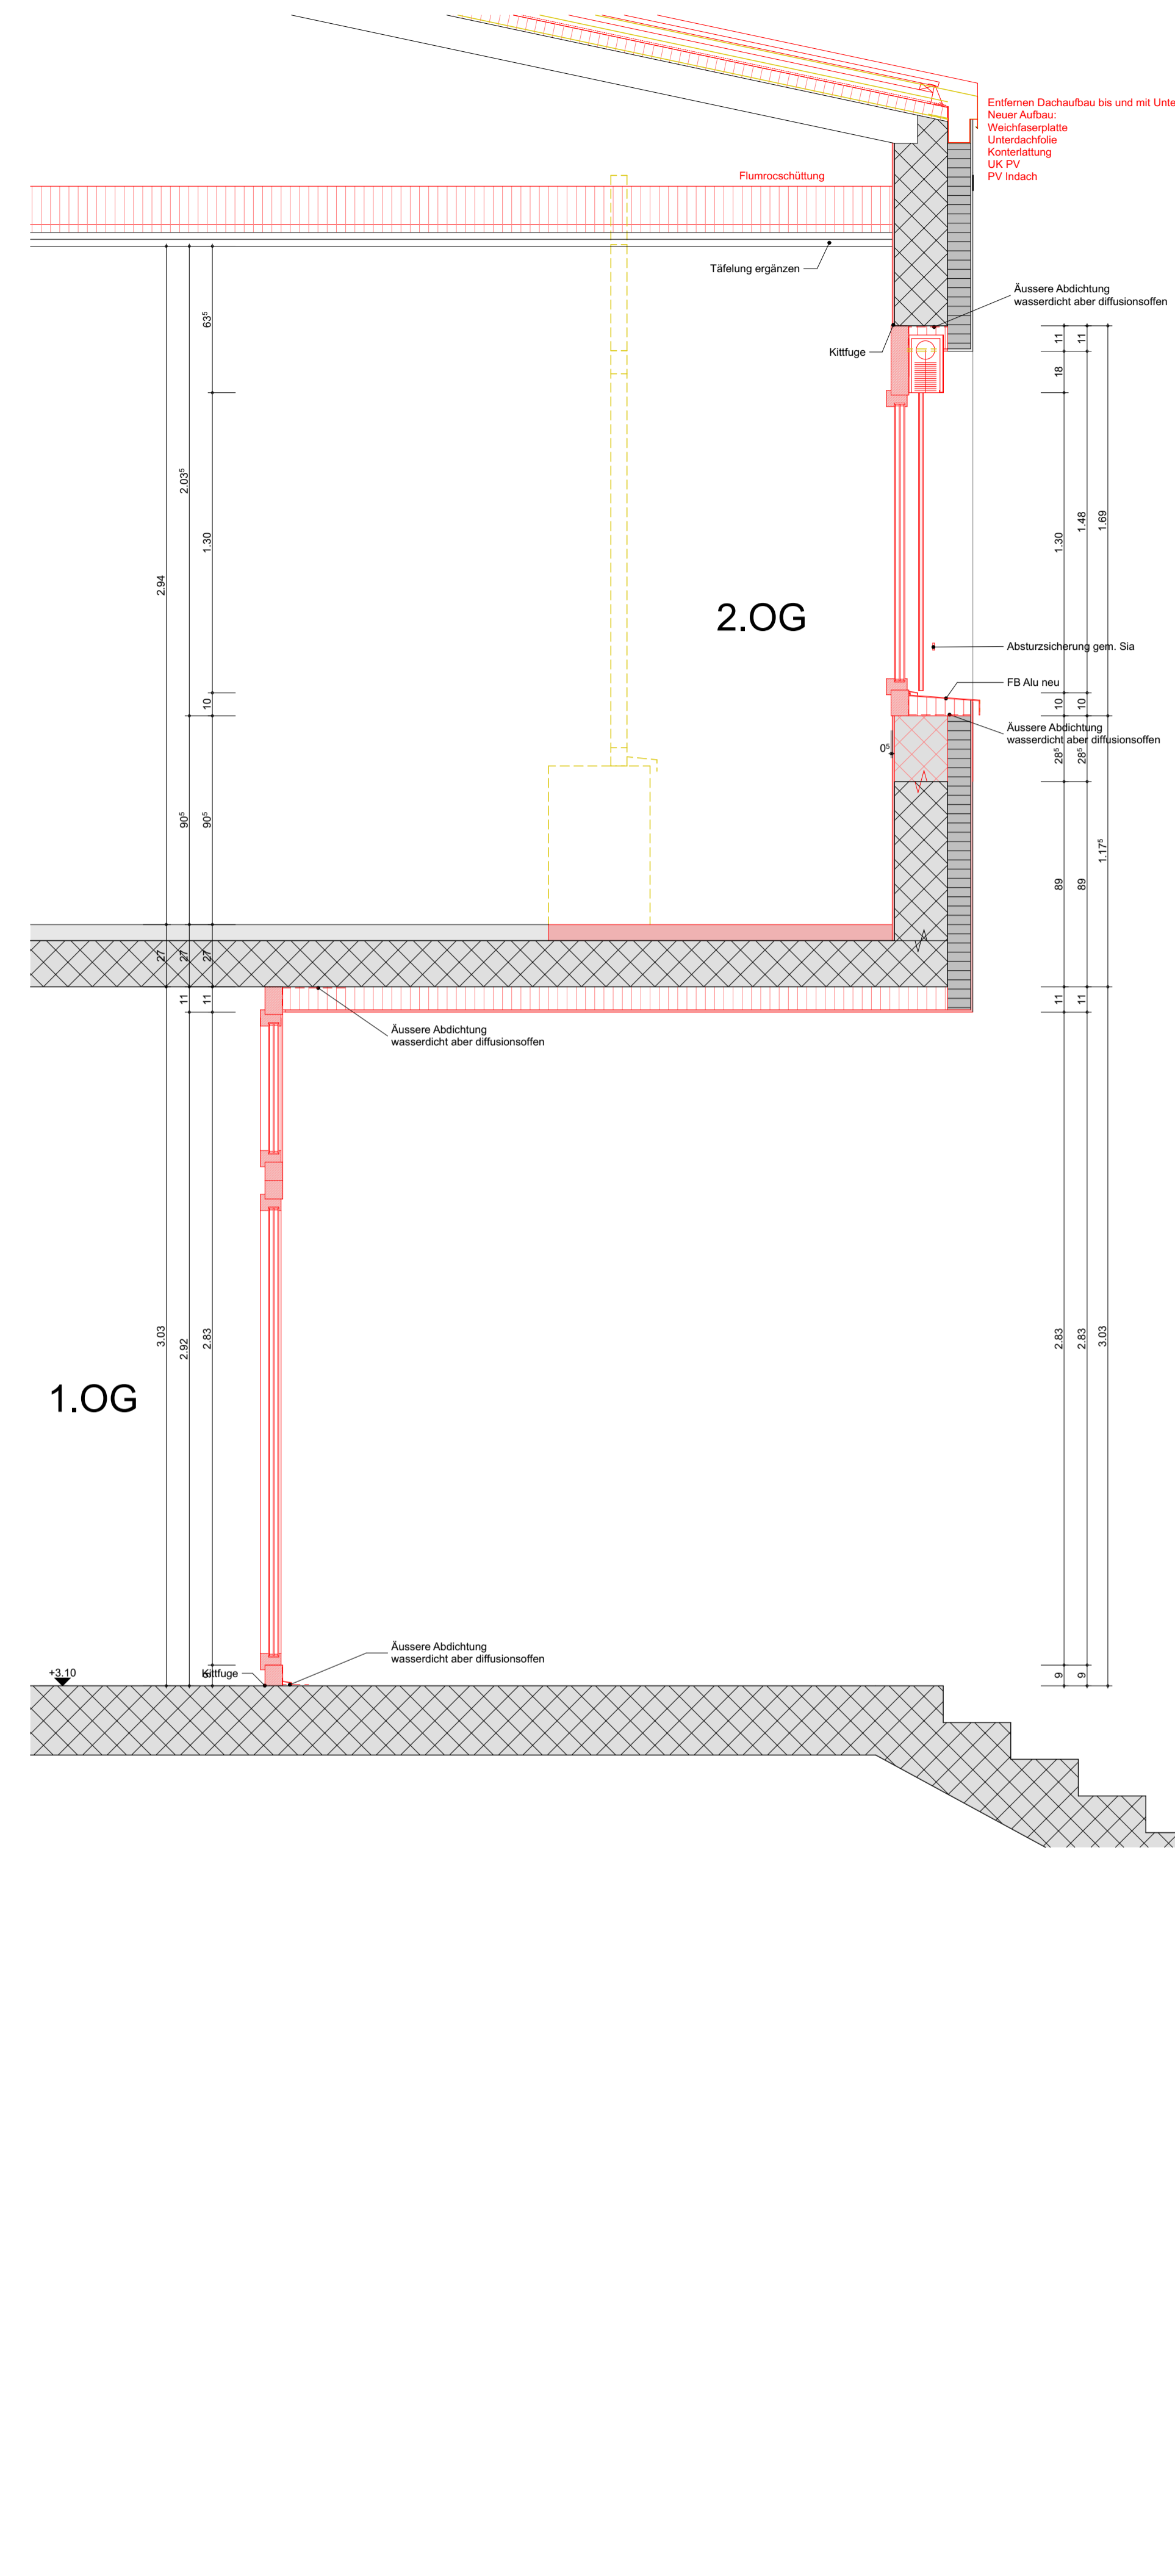 Entfernen Dachaufbau bis und mit Unte
Neuer Aufbau:
Weichfaserplatte
Unterdachfolie
Konterlattung
UK PV
PV Indach
Flumrocschüttung
Täfelung ergänzen
Äussere Abdichtung
wasserdicht aber diffusionsoffen
Kittfuge
63⁵
11
11
18
2.03⁵
1.30
2.94
1.30
1.48
1.69
2.OG
Absturzsicherung gem. Sia
FB Alu neu
10
10
10
Äussere Abdichtung
wasserdicht aber diffusionsoffen
0⁵
28⁵
28⁵
90⁵
90⁵
1.17⁵
89
89
27
27
27
11
11
11
11
Äussere Abdichtung
wasserdicht aber diffusionsoffen
3.03
2.92
2.83
2.83
2.83
3.03
1.OG
Äussere Abdichtung
wasserdicht aber diffusionsoffen
+3.10
Kittfuge
9
9